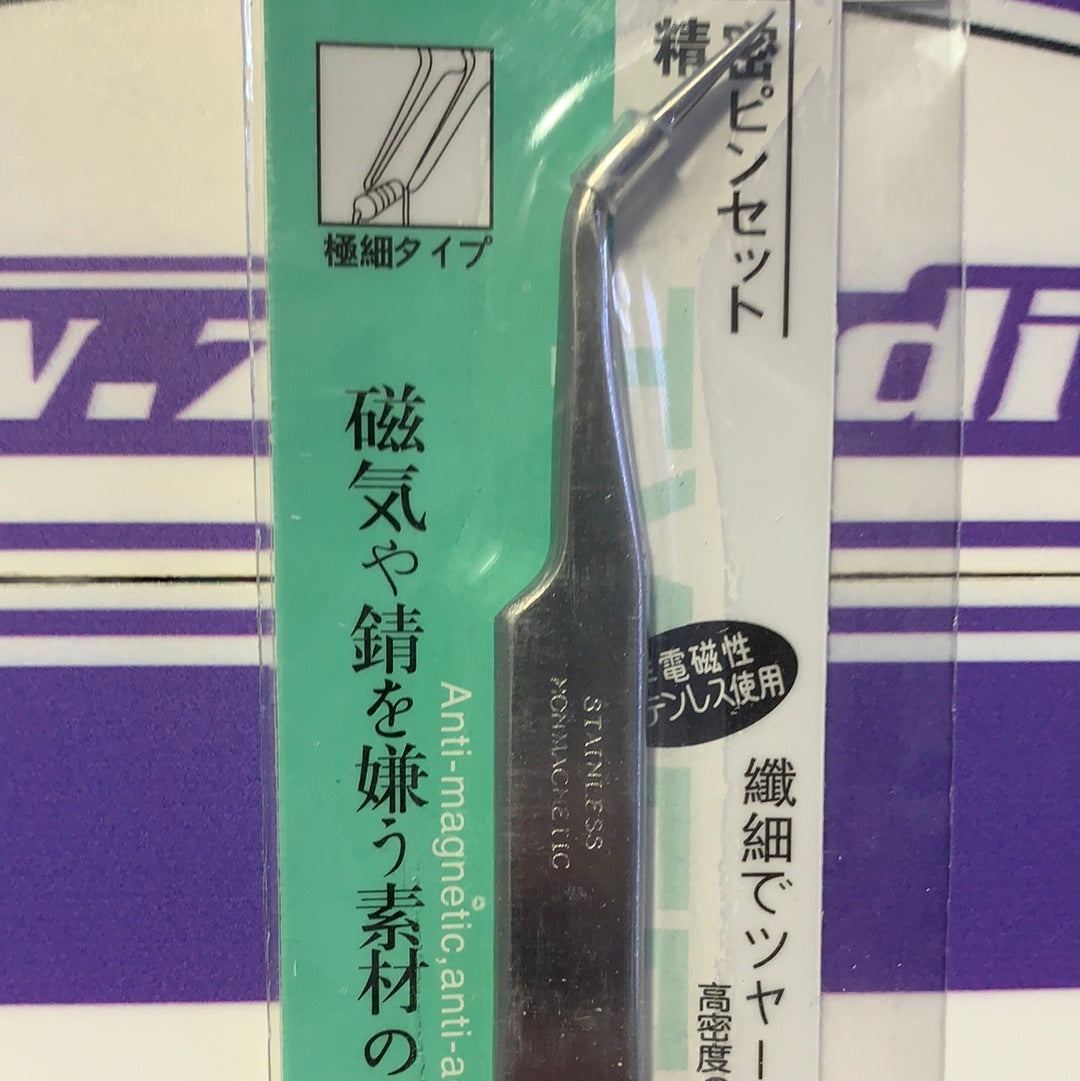 精密ピンセット
極細タイプ
磁気や錆を嫌う素材の
Anti-magnetic,anti-a
STAINLESS
NONMAGNETIC
電磁性
テンレス使用
繊細でツヤー
高密度
di